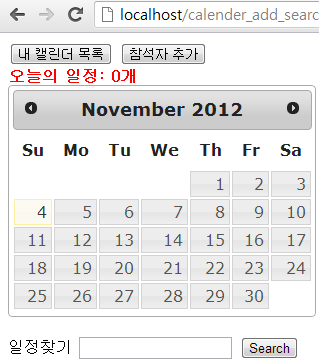 localhost/calender_add_searc
내 캘린더 목록 참석자 추가
오늘의 일정: 0개
November 2012
Su Mo Tu We Th Fr Sa
1 2 3
4 5 6 7 8 9 10
11 12 13 14 15 16 17
18 19 20 21 22 23 24
25 26 27 28 29 30
일정찾기 Search